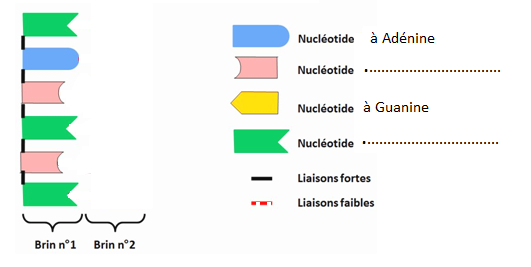 Nucléotide à Adénine
Nucléotide •........................................
Nucléotide à Guanine
Nucléotide •........................................
Liaisons fortes
Liaisons faibles
Brin n°1 Brin n°2